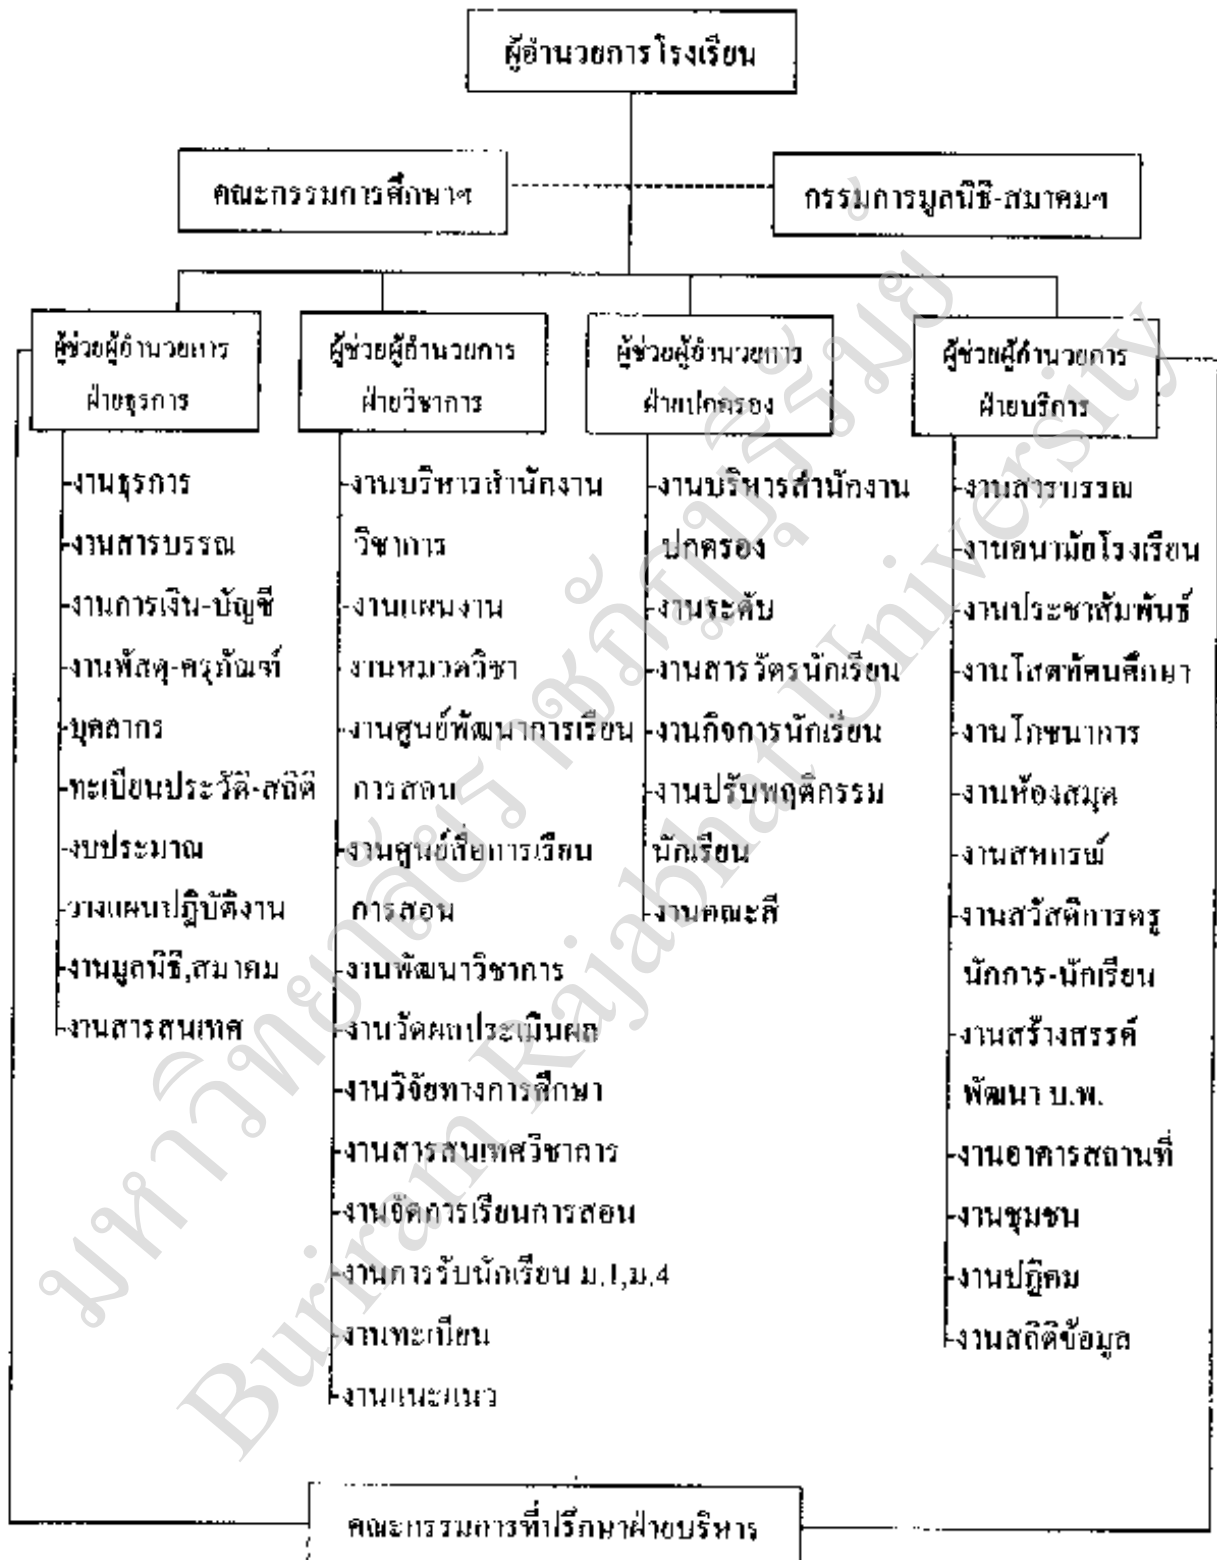 ผู้อำนวยการโรงเรียน
คณะกรรมการศึกษาฯ
กรรมการมูลนิธิ-สมาคมฯ
ผู้ช่วยผู้อำนวยการ
ฝ่ายธุรการ
งานธุรการ
งานสารบรรณ
งานการเงิน-บัญชี
งานพัสดุ-ครุภัณฑ์
บุคลากร
ทะเบียนประวัติ-สถิติ
งบประมาณ
วางแผนปฏิบัติงาน
งานมูลนิธิ,สมาคม
งานสารสนเทศ
ผู้ช่วยผู้อำนวยการ
ฝ่ายวิชาการ
งานบริหารสำนักงาน
วิชาการ
งานแผนงาน
งานหมวดวิชา
งานศูนย์พัฒนาการเรียน
การสอน
งานศูนย์สื่อการเรียน
การสอน
งานพัฒนาวิชาการ
งานวัดผลประเมินผล
งานวิจัยทางการศึกษา
งานสารสนเทศวิชาการ
งานจัดการเรียนการสอน
งานการรับนักเรียน ม.1,ม.4
งานทะเบียน
งานแนะแนว
ผู้ช่วยผู้อำนวยการ
ฝ่ายปกครอง
งานบริหารสำนักงาน
ปกครอง
งานระดับ
งานสารวัตรนักเรียน
งานกิจการนักเรียน
งานปรับพฤติกรรม
นักเรียน
งานคณะสี
ผู้ช่วยผู้อำนวยการ
ฝ่ายบริการ
งานสารบรรณ
งานอนามัยโรงเรียน
งานประชาสัมพันธ์
งานโสตทัศนศึกษา
งานโภชนาการ
งานห้องสมุด
งานสหกรณ์
งานสวัสดิการครู
นักการ-นักเรียน
งานสร้างสรรค์
พัฒนา บ.พ.
งานอาคารสถานที่
งานชุมชน
งานปฏิคม
งานสถิติข้อมูล
คณะกรรมการที่ปรึกษาฝ่ายบริหาร
มหาวิทยาลัยราชภัฏบุรีรัมย์
Buriram Rajabhat University